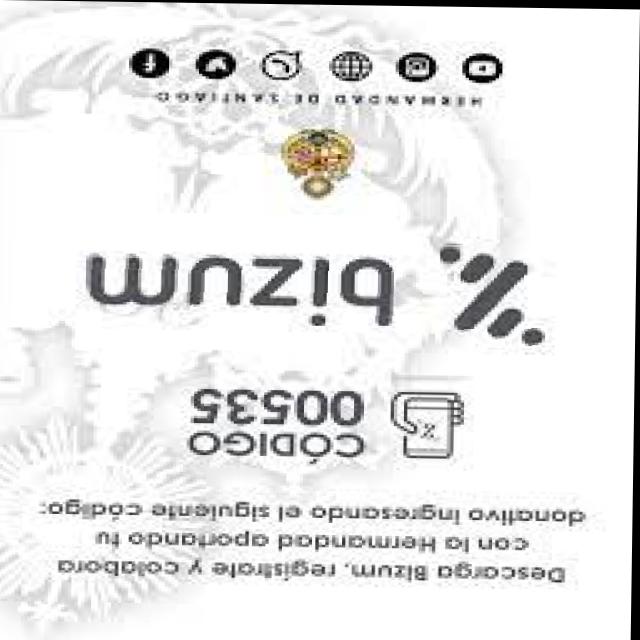 Descarga Bizum, regístrate y colabora
con la Hermandad aportando tu
donativo ingresando el siguiente código:
CÓDIGO
00535
bizum
HERMANDAD DE SANTIAGO